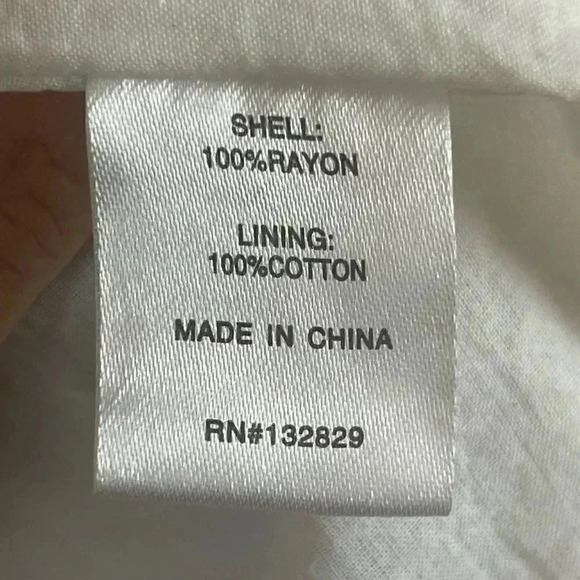 SHELL:
100%RAYON
LINING:
100%COTTON
MADE IN CHINA
RN#132829